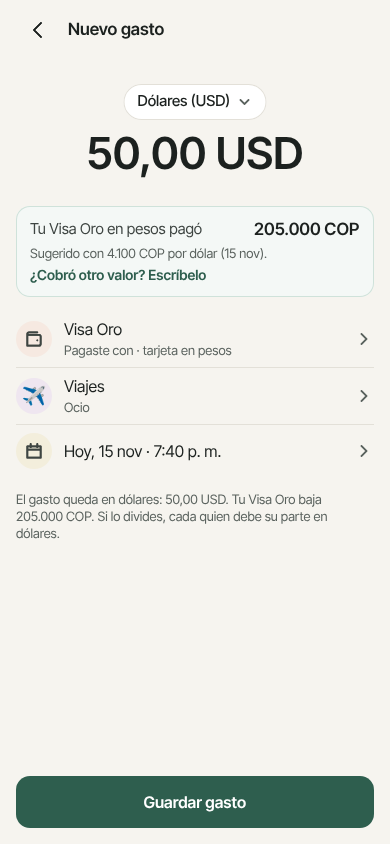 Nuevo gasto
Dólares (USD)
50,00 USD
Tu Visa Oro en pesos pagó 205.000 COP
Sugerido con 4.100 COP por dólar (15 nov).
¿Cobró otro valor? Escríbelo
Visa Oro
Pagaste con · tarjeta en pesos
Viajes
Ocio
Hoy, 15 nov · 7:40 p. m.
El gasto queda en dólares: 50,00 USD. Tu Visa Oro baja
205.000 COP. Si lo divides, cada quien debe su parte en
dólares.
Guardar gasto